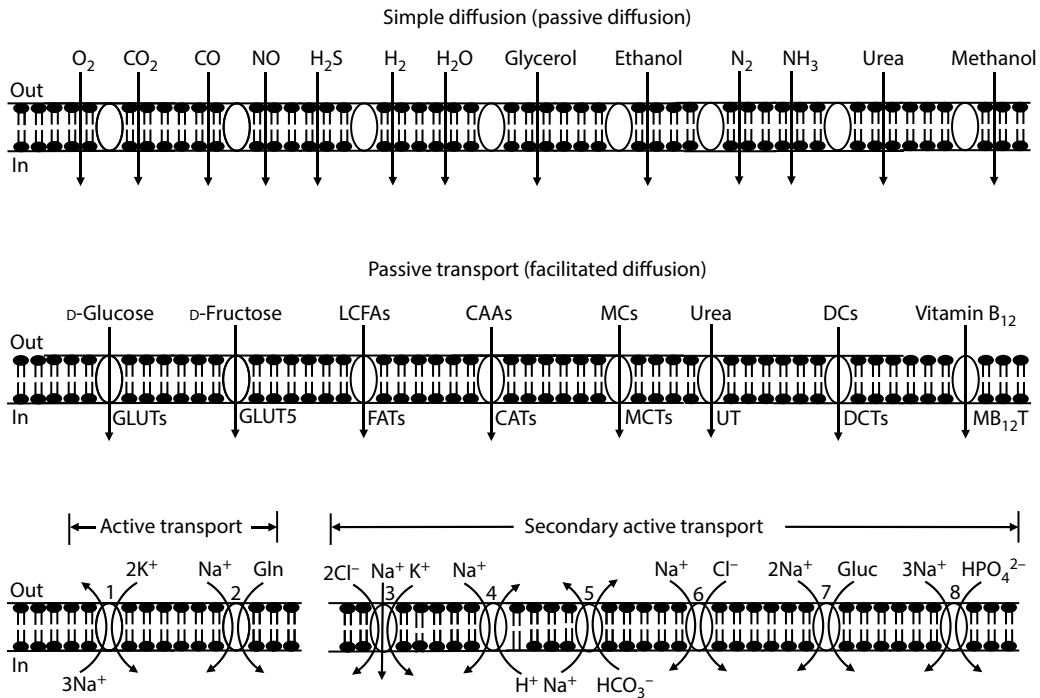 Simple diffusion (passive diffusion)
O₂ CO₂ CO NO H₂S H₂ H₂O Glycerol Ethanol N₂ NH₃ Urea Methanol
Out
In
Passive transport (facilitated diffusion)
D-Glucose D-Fructose LCFAs CAAs MCs Urea DCs Vitamin B₁₂
Out
In
GLUTs GLUT5 FATs CATs MCTs UT DCTs MB₁₂T
Active transport Secondary active transport
2K⁺ Na⁺ Gln 2Cl⁻ Na⁺ K⁺ Na⁺ Na⁺ Cl⁻ 2Na⁺ Gluc 3Na⁺ HPO₄²⁻
Out 1 2 3 4 5 6 7 8
In
3Na⁺ H⁺ Na⁺ HCO₃⁻